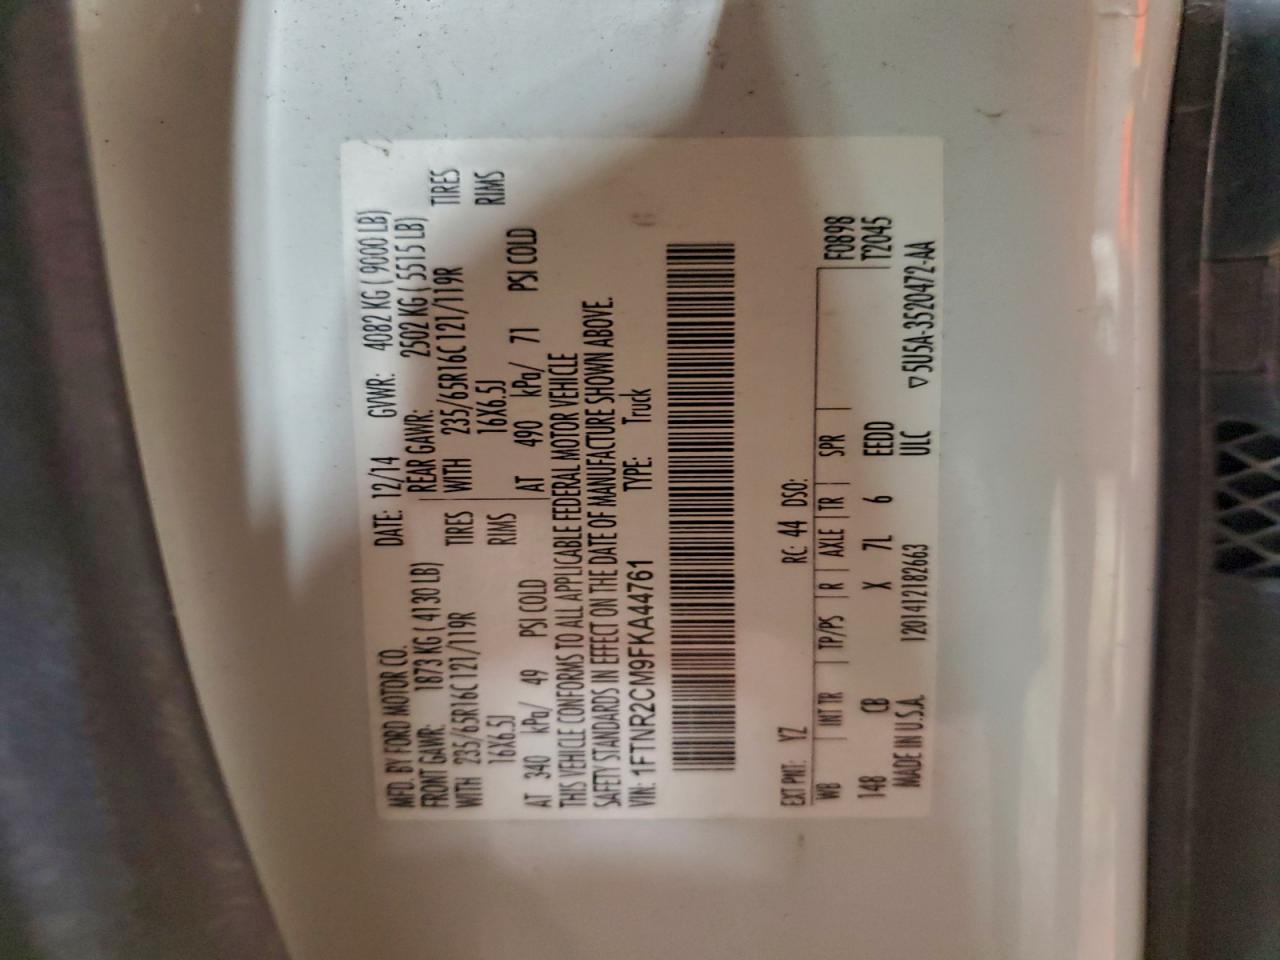 MFD. BY FORD MOTOR CO. DATE: 12/14 GVWR: 4082 KG ( 9000 LB)
FRONT GAWR: 1873 KG ( 4130 LB) REAR GAWR: 2502 KG ( 5515 LB)
WITH 235/65R16C 121/119R TIRES WITH 235/65R16C 121/119R TIRES
16X6.5J RIMS 16X6.5J RIMS
AT 340 kPa/ 49 PSI COLD AT 490 kPa/ 71 PSI COLD
THIS VEHICLE CONFORMS TO ALL APPLICABLE FEDERAL MOTOR VEHICLE
SAFETY STANDARDS IN EFFECT ON THE DATE OF MANUFACTURE SHOWN ABOVE.
VIN: 1FTNR2CM9FKA44761 TYPE: Truck
EXT PNT: YZ RC: 44 DSO:
WB INT TR TP/PS R AXLE TR SPR F0898
148 CB X 7L 6 EEDD T2045
MADE IN U.S.A. 12014121826​63 ULC ▽5U5A-3520472-AA